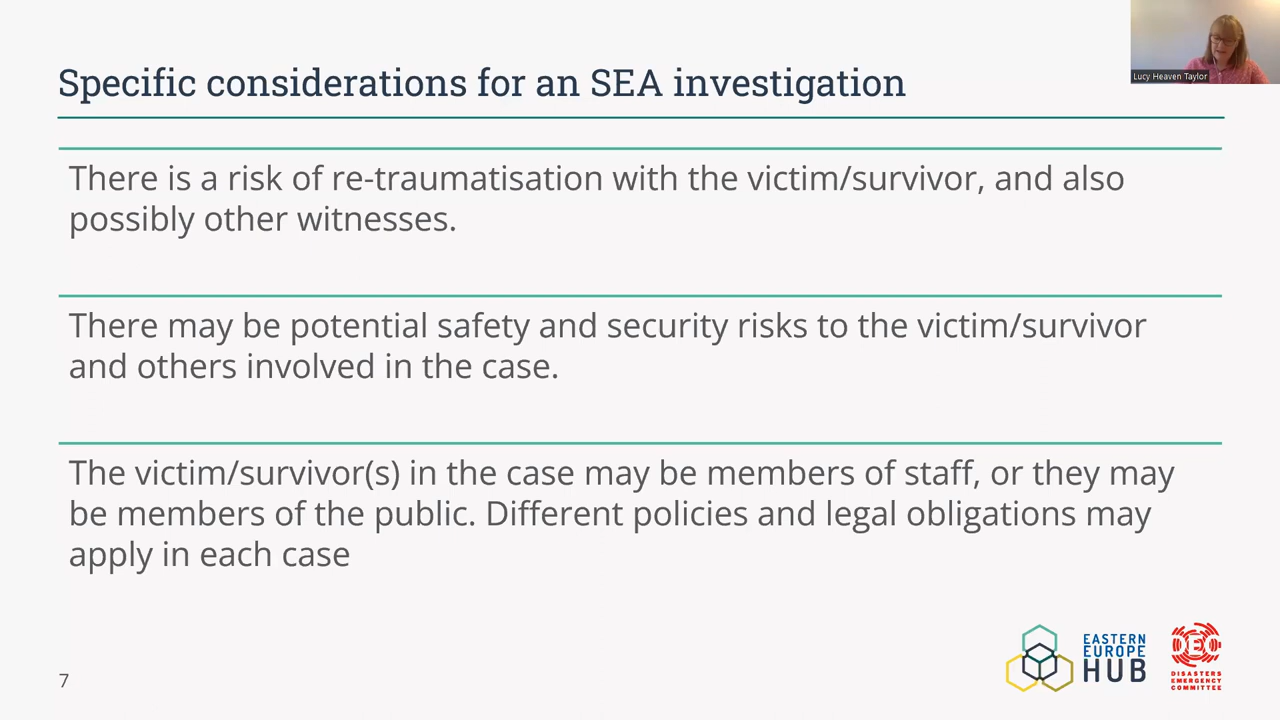 Lucy Heaven Taylor
Specific considerations for an SEA investigation
There is a risk of re-traumatisation with the victim/survivor, and also
possibly other witnesses.
There may be potential safety and security risks to the victim/survivor
and others involved in the case.
The victim/survivor(s) in the case may be members of staff, or they may
be members of the public. Different policies and legal obligations may
apply in each case
7
EASTERN
EUROPE
HUB
DEC
DISASTERS
EMERGENCY
COMMITTEE